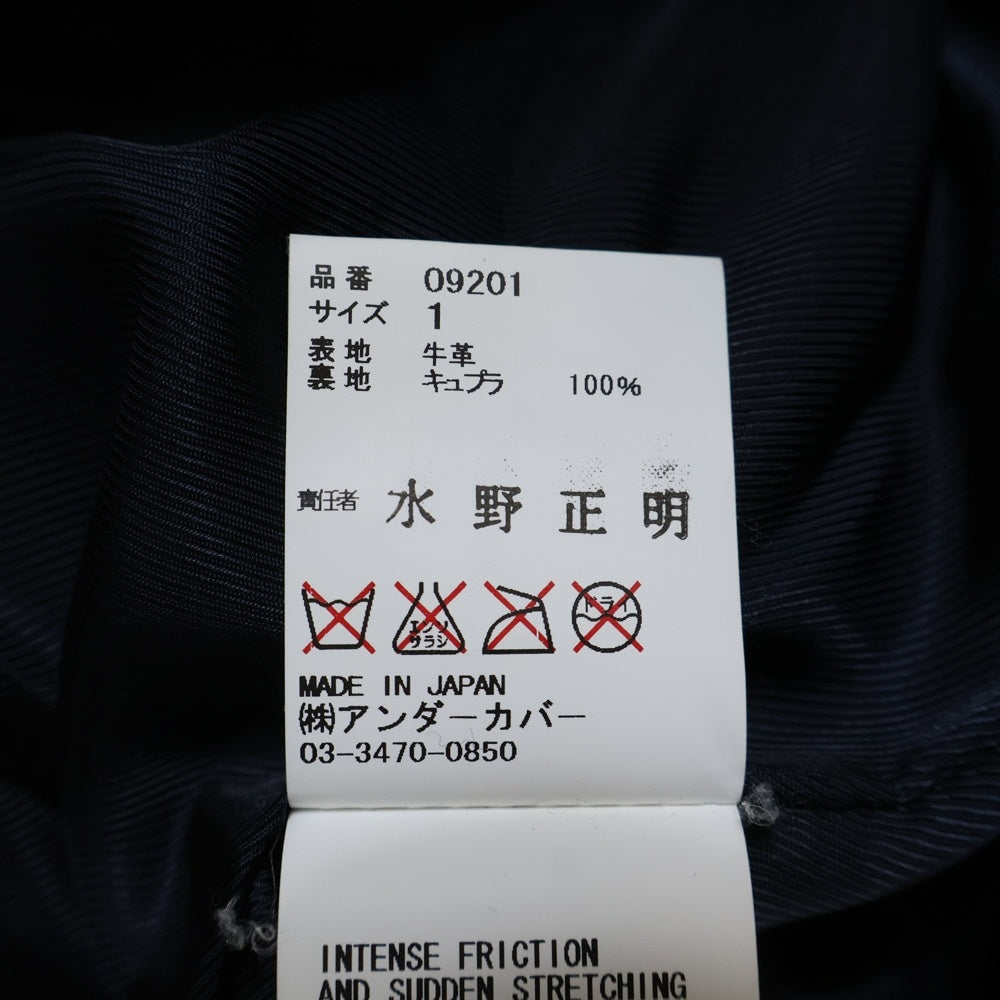 品番 09201
サイズ 1
表地 牛革
裏地 キュプラ 100%
責任者 水野正明
エンソ サラシ ドライ
MADE IN JAPAN
㈱アンダーカバー
03-3470-0850
INTENSE FRICTION
AND SUDDEN STRETCHING